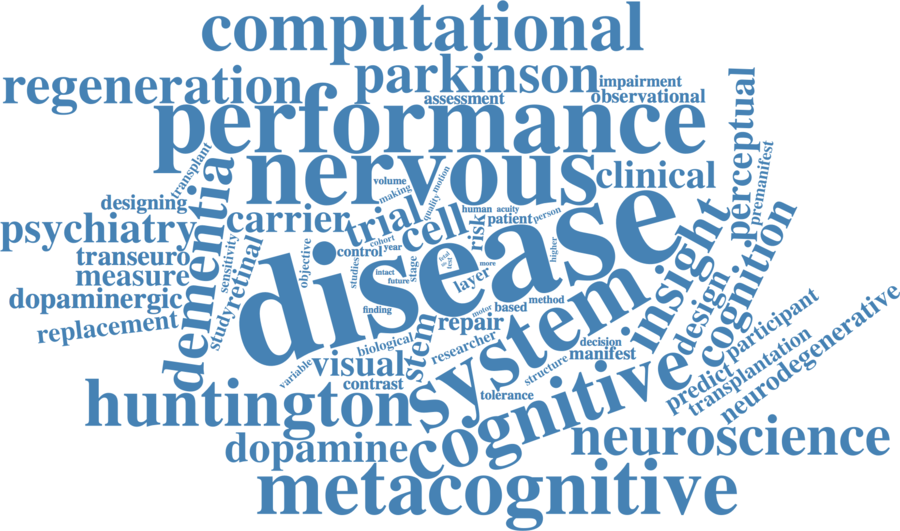 computational
regeneration
parkinson
impairment
assessment
observational
performance
perceptual
nervous
clinical
premanifest
transplant
dementia
designing
volume
making
motion
quality
psychiatry
carrier
trial
cell
human
acuity
patient
person
risk
disease
insight
cognition
transeuro
measure
dopaminergic
replacement
sensitivity
retinal
study
objective
control
cohort
year
studies
stage
intact
future
fetal
test
layer
more
higher
system
design
finding
motor
based
method
stem
repair
biological
researcher
decision
manifest
structure
predict
participant
transplantation
neurodegenerative
visual
variable
contrast
tolerance
huntington
cognitive
dopamine
neuroscience
metacognitive